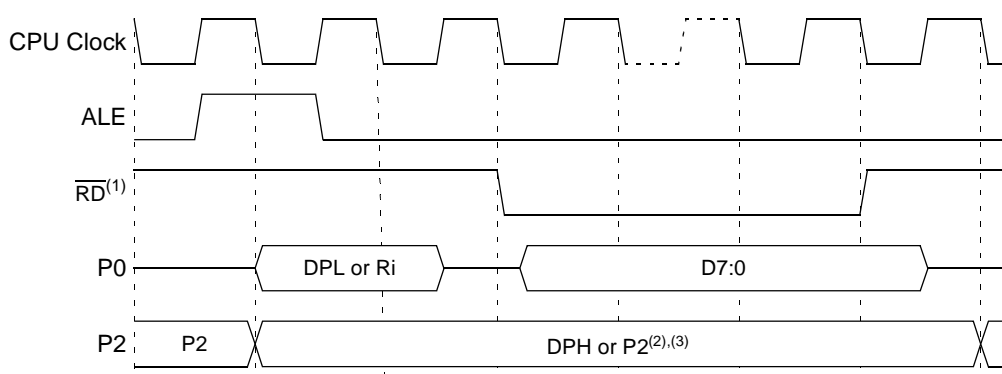 CPU Clock
ALE
RD(1)
P0 DPL or Ri D7:0
P2 P2 DPH or P2(2),(3)